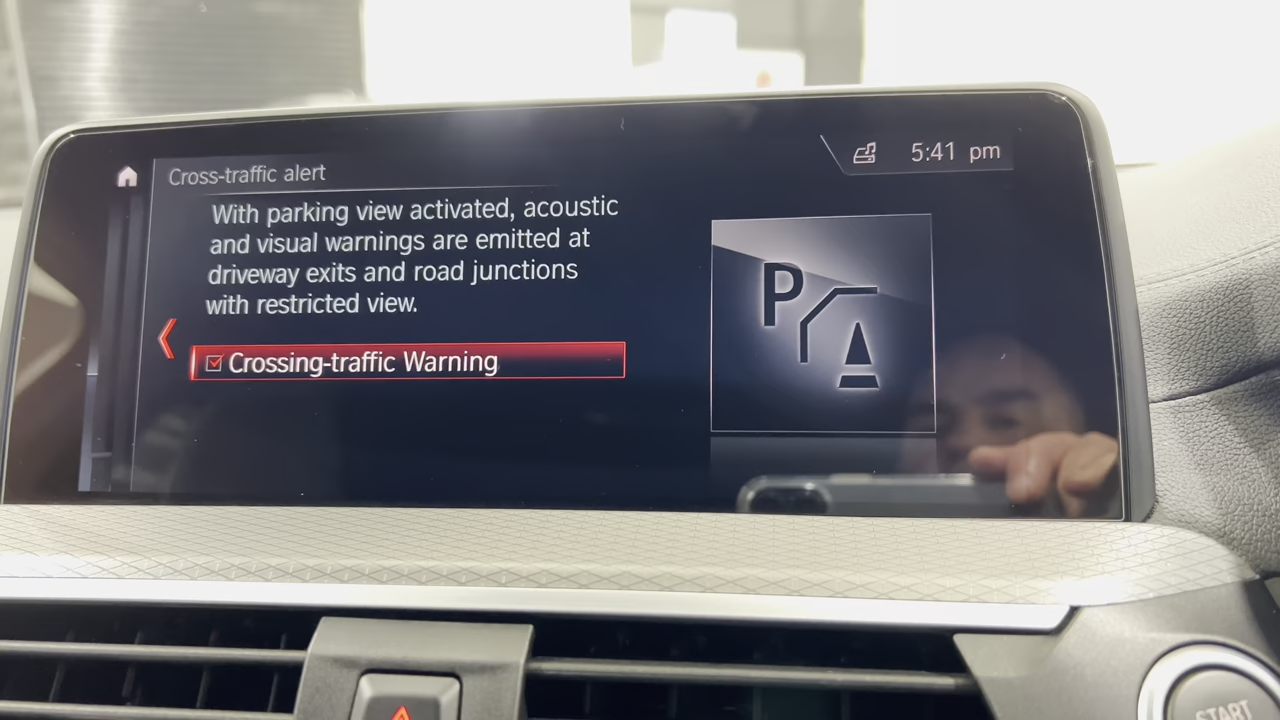 Cross-traffic alert
5:41 pm
With parking view activated, acoustic
and visual warnings are emitted at
driveway exits and road junctions
with restricted view.
Crossing-traffic Warning
P
START